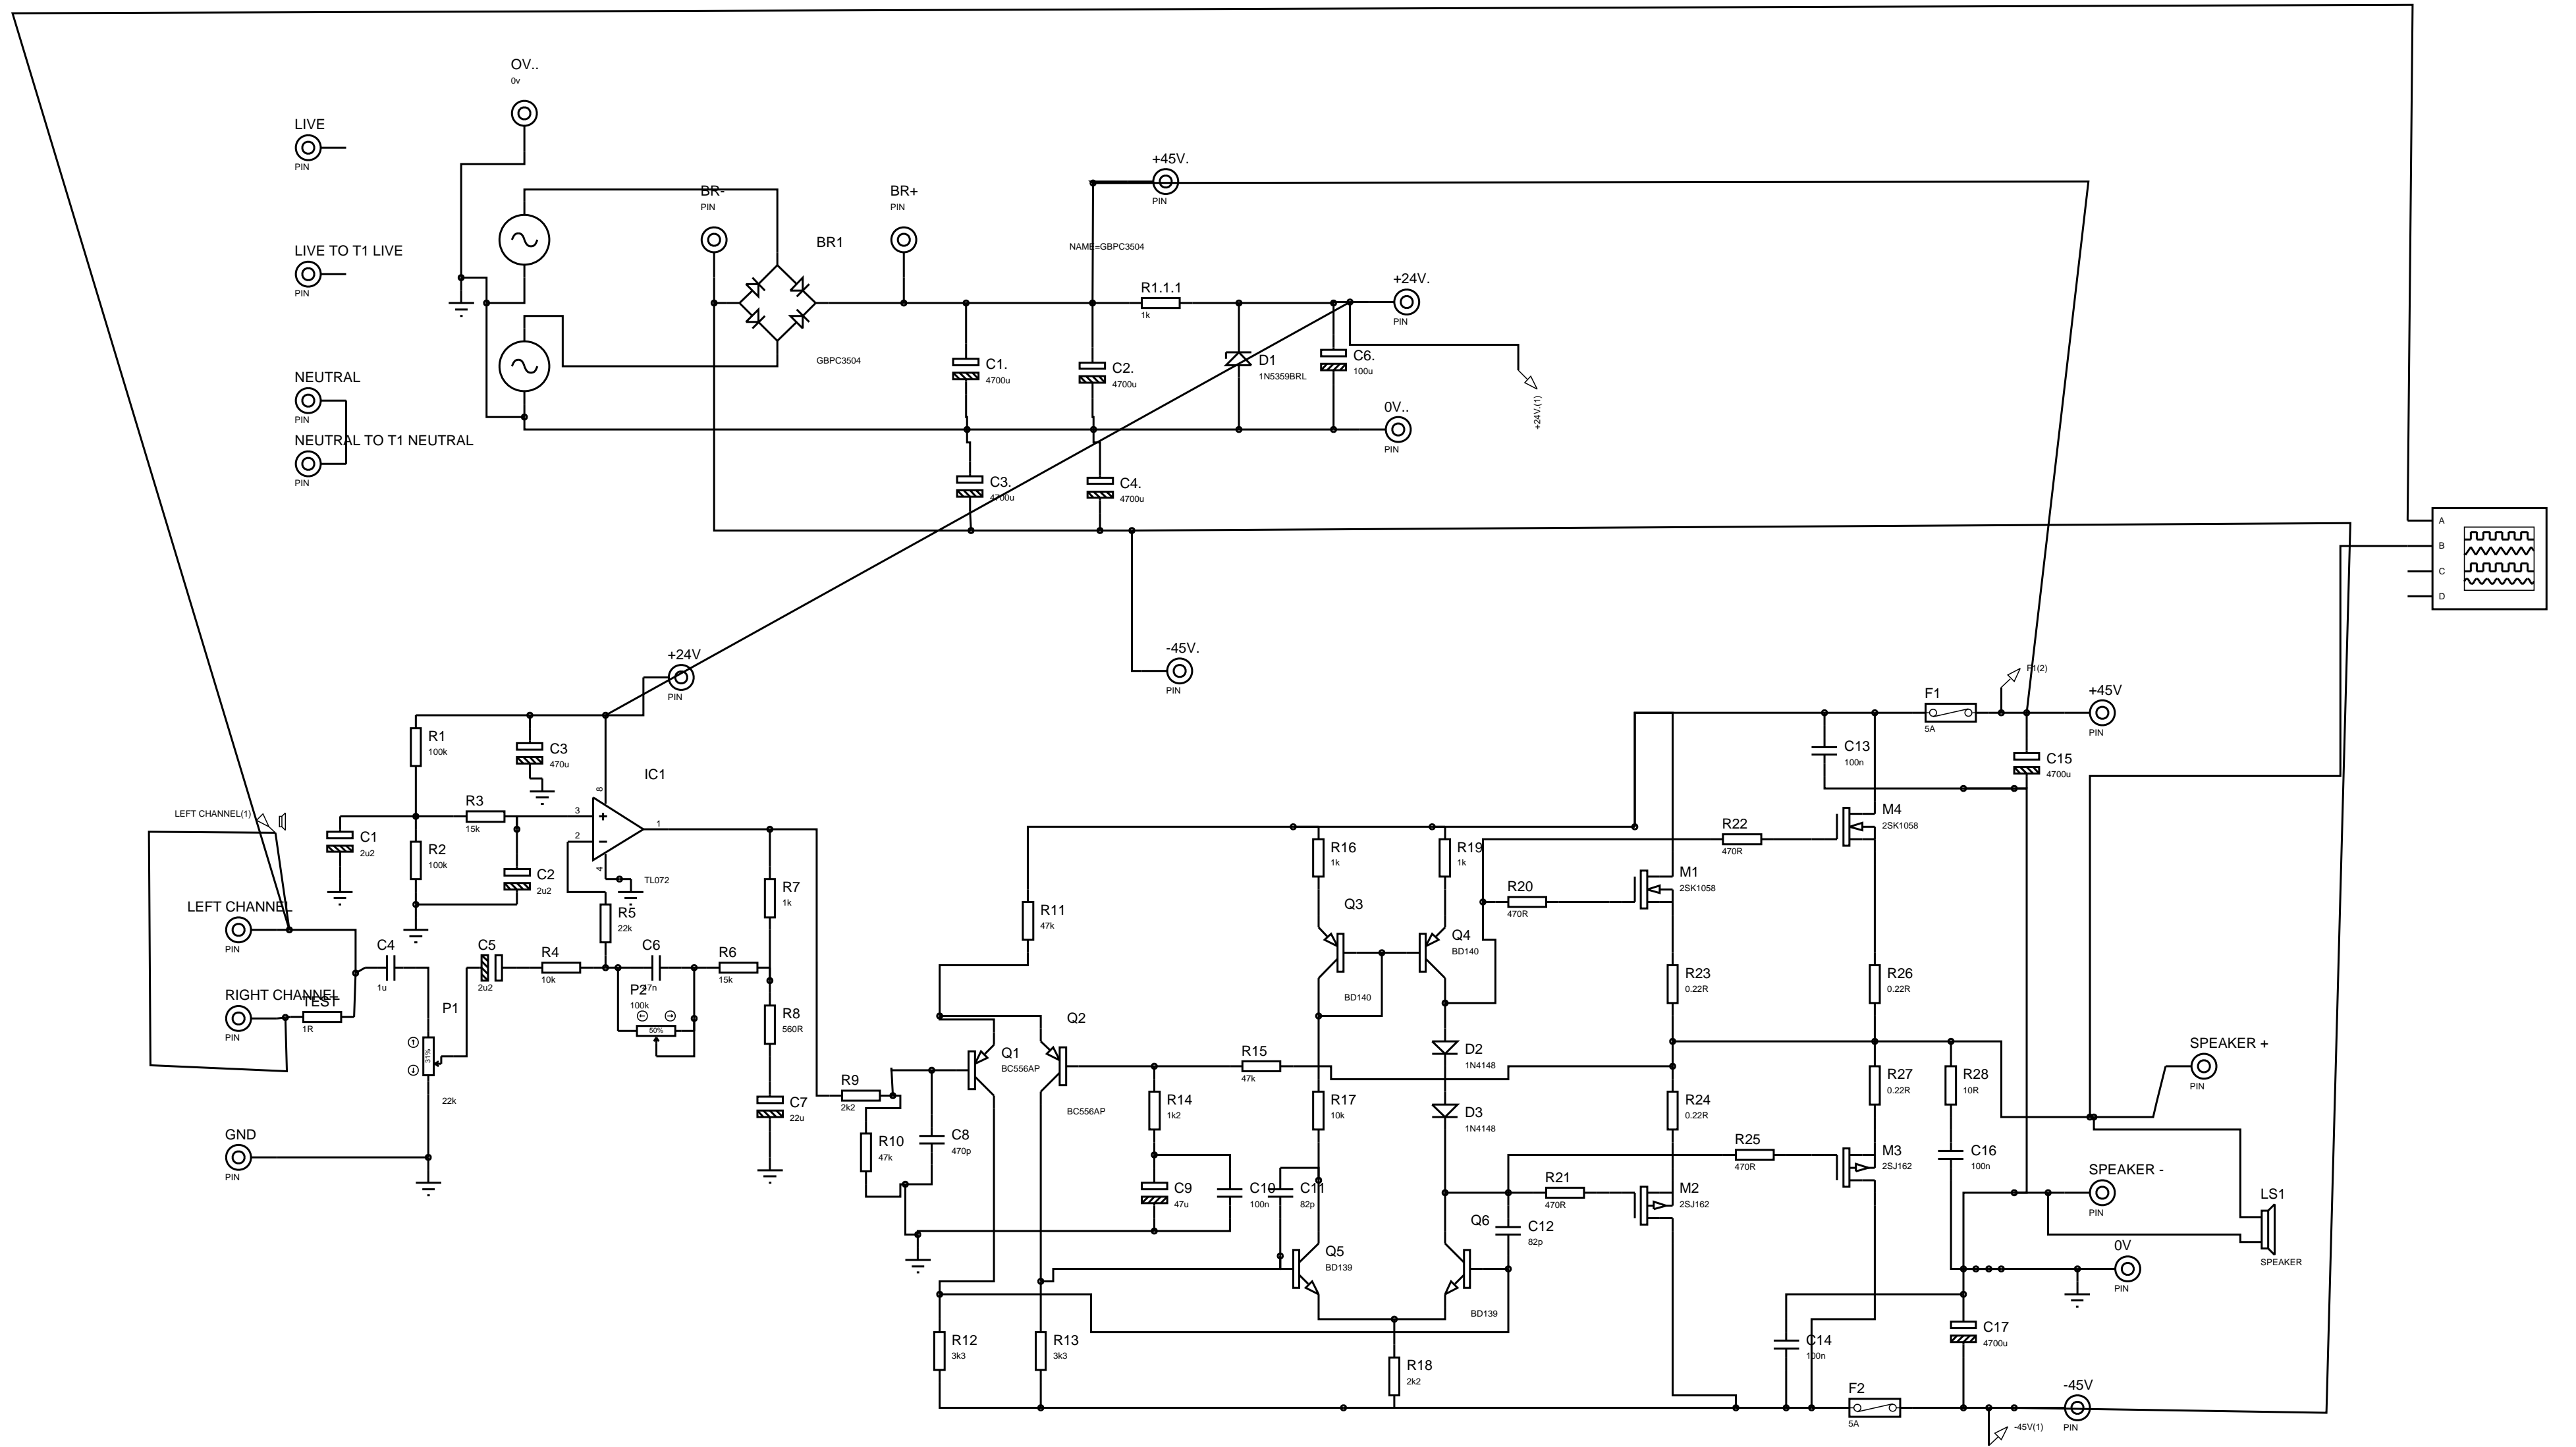 OV..
0v
LIVE
PIN
LIVE TO T1 LIVE
PIN
NEUTRAL
PIN
NEUTRAL TO T1 NEUTRAL
PIN
BR-
PIN
BR+
PIN
BR1
GBPC3504
+45V.
PIN
NAME=GBPC3504
R1.1.1
1k
+24V.
PIN
C1.
4700u
C2.
4700u
D1
1N5359BRL
C6.
100u
+24V.(1)
0V..
PIN
C3.
4700u
C4.
4700u
A
B
C
D
-45V.
PIN
+24V
PIN
R1
100k
C3
470u
IC1
8
3
2
1
4
TL072
R3
15k
LEFT CHANNEL(1)
C1
2u2
R2
100k
C2
2u2
R5
22k
R7
1k
LEFT CHANNEL
PIN
C4
1u
C5
2u2
R4
10k
C6
47n
R6
15k
P2
100k
50%
RIGHT CHANNEL
PIN
TEST
1R
P1
31%
22k
R8
560R
C7
22u
GND
PIN
R9
2k2
R10
47k
C8
470p
R11
47k
Q1
BC556AP
Q2
BC556AP
R12
3k3
R13
3k3
R14
1k2
R15
47k
C9
47u
C10
100n
C11
82p
R16
1k
R19
1k
Q3
BD140
Q4
BD140
R17
10k
D2
1N4148
D3
1N4148
Q5
BD139
Q6
BD139
C12
82p
R18
2k2
R20
470R
R21
470R
R22
470R
M1
2SK1058
M4
2SK1058
R23
0.22R
R26
0.22R
R24
0.22R
R27
0.22R
R28
10R
R25
470R
M3
2SJ162
M2
2SJ162
C16
100n
C13
100n
F1
5A
F1(2)
+45V
PIN
C15
4700u
SPEAKER +
PIN
SPEAKER -
PIN
LS1
SPEAKER
0V
PIN
C14
100n
C17
4700u
F2
5A
-45V
PIN
-45V(1)